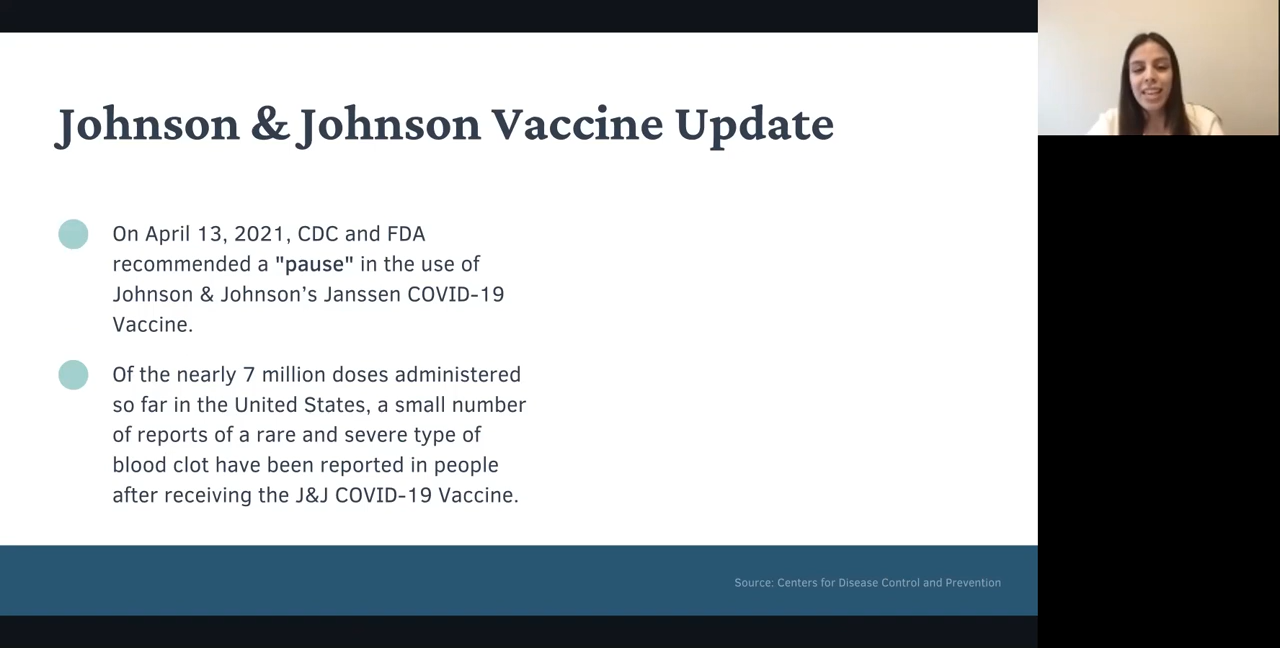 Johnson & Johnson Vaccine Update
On April 13, 2021, CDC and FDA
recommended a "pause" in the use of
Johnson & Johnson’s Janssen COVID-19
Vaccine.
Of the nearly 7 million doses administered
so far in the United States, a small number
of reports of a rare and severe type of
blood clot have been reported in people
after receiving the J&J COVID-19 Vaccine.
Source: Centers for Disease Control and Prevention